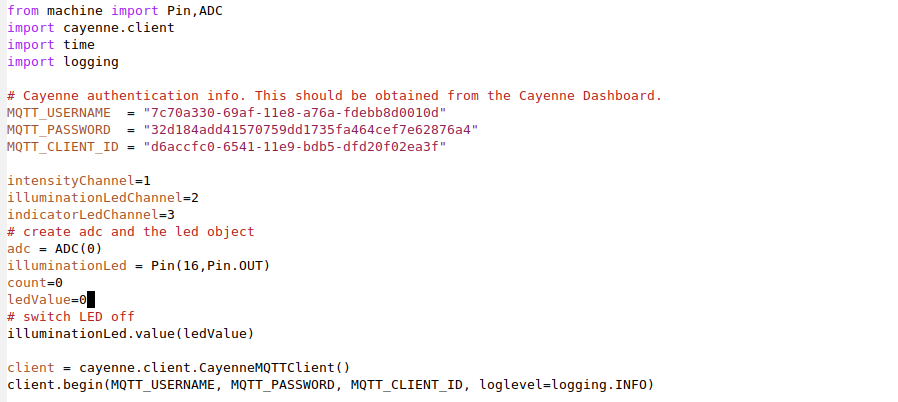 from machine import Pin,ADC
import cayenne.client
import time
import logging
# Cayenne authentication info. This should be obtained from the Cayenne Dashboard.
MQTT_USERNAME  = "7c70a330-69af-11e8-a76a-fdebb8d0010d"
MQTT_PASSWORD  = "32d184add41570759dd1735fa464cef7e62876a4"
MQTT_CLIENT_ID = "d6accfc0-6541-11e9-bdb5-dfd20f02ea3f"
intensityChannel=1
illuminationLedChannel=2
indicatorLedChannel=3
# create adc and the led object
adc = ADC(0)
illuminationLed = Pin(16,Pin.OUT)
count=0
ledValue=0
# switch LED off
illuminationLed.value(ledValue)
client = cayenne.client.CayenneMQTTClient()
client.begin(MQTT_USERNAME, MQTT_PASSWORD, MQTT_CLIENT_ID, loglevel=logging.INFO)